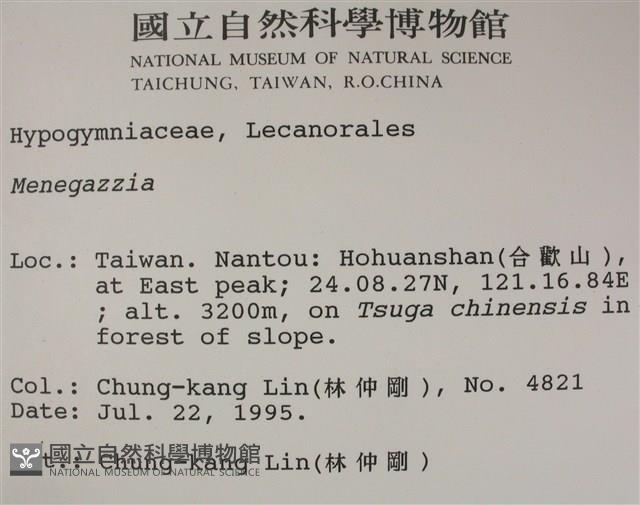 國立自然科學博物館
NATIONAL MUSEUM OF NATURAL SCIENCE
TAICHUNG, TAIWAN, R.O.CHINA
Hypogymniaceae, Lecanorales
Menegazzia
Loc.: Taiwan. Nantou: Hohuanshan(合歡山),
at East peak; 24.08.27N, 121.16.84E
; alt. 3200m, on Tsuga chinensis in
forest of slope.
Col.: Chung-kang Lin(林仲剛), No. 4821
Date: Jul. 22, 1995.
國立自然科學博物館
NATIONAL MUSEUM OF NATURAL SCIENCE
t.: Chung-kang Lin(林仲剛)